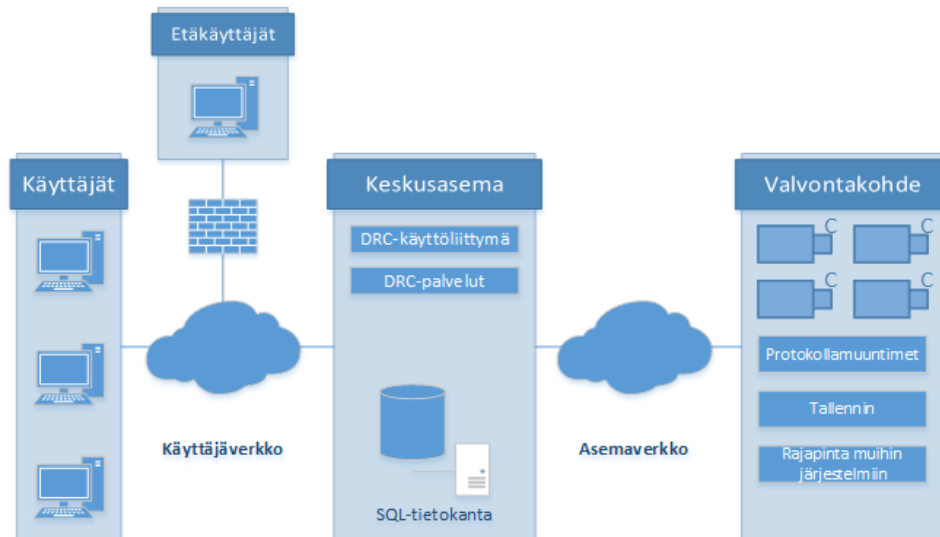 Etäkäyttäjät
Käyttäjät
Keskusasema
DRC-käyttöliittymä
DRC-palvelut
SQL-tietokanta
Käyttäjäverkko
Asemaverkko
Valvontakohde
C
C
C
C
Protokollamuuntimet
Tallennin
Rajapinta muihin
järjestelmiin